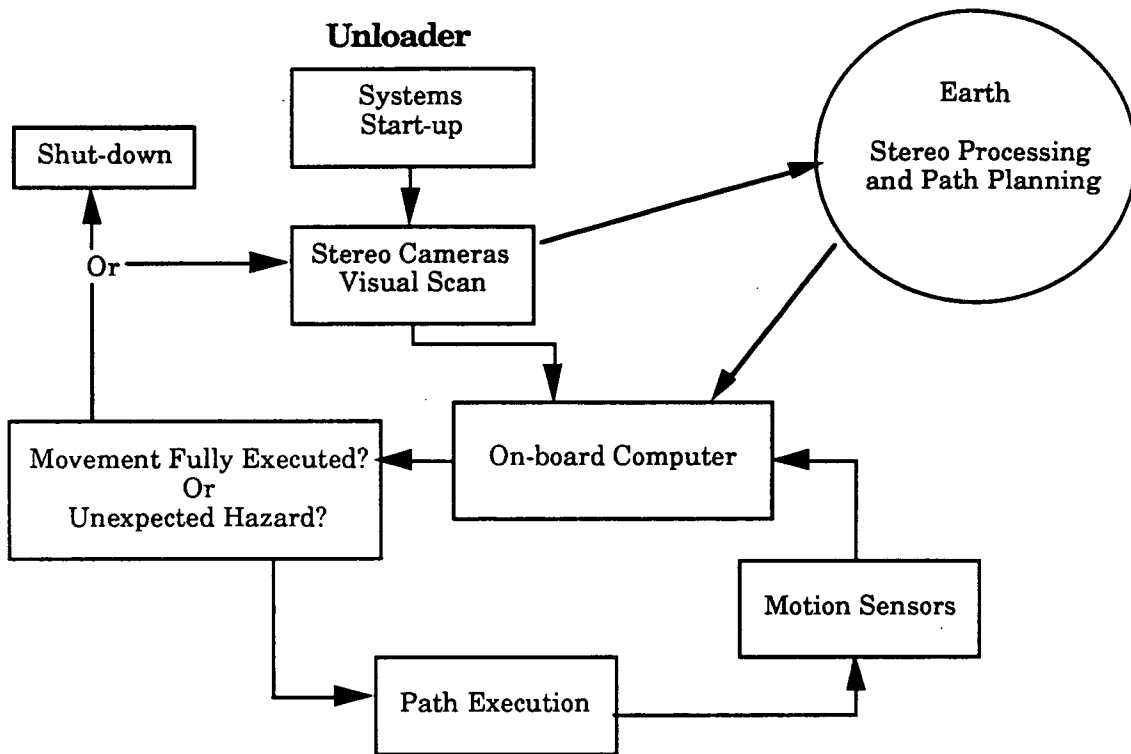 Unloader
Systems
Start-up
Earth
Stereo Processing
and Path Planning
Shut-down
Or
Stereo Cameras
Visual Scan
Movement Fully Executed?
Or
Unexpected Hazard?
On-board Computer
Motion Sensors
Path Execution